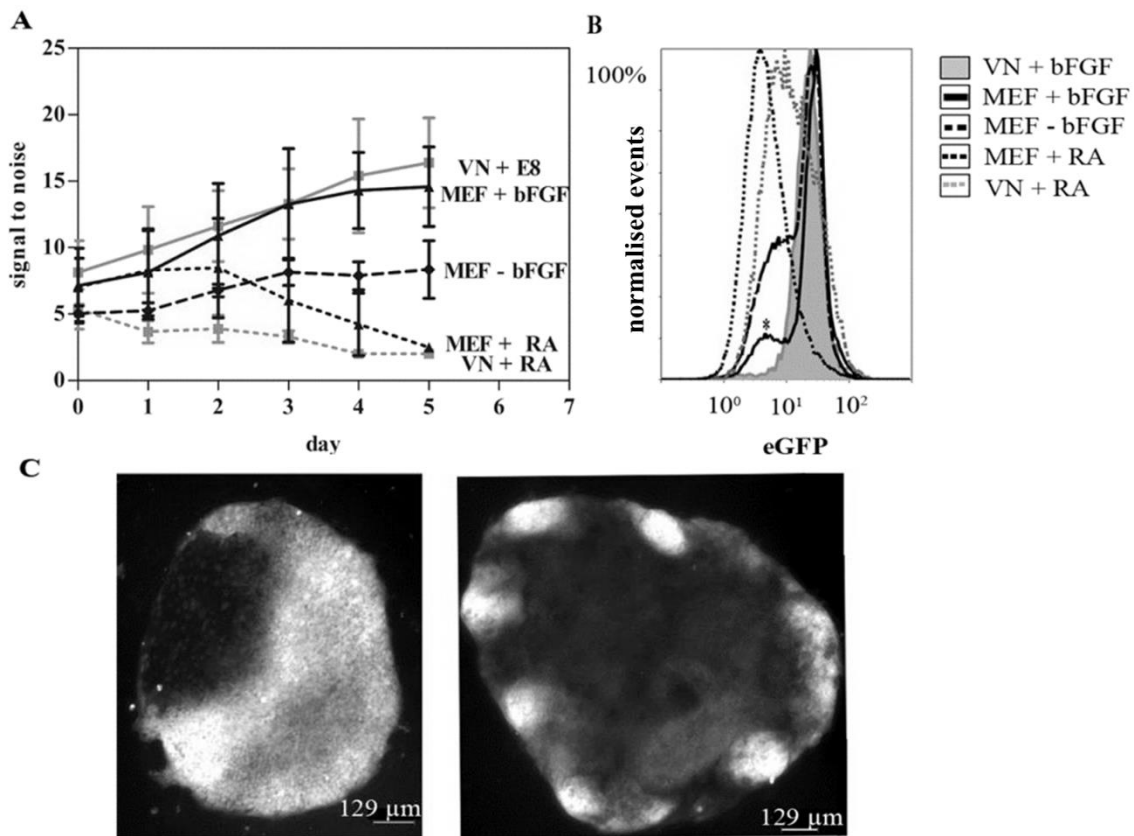 A
signal to noise
25
20
15
10
5
0
VN + E8
MEF + bFGF
MEF - bFGF
MEF + RA
VN + RA
0 1 2 3 4 5 6 7
day
B
100%
normalised events
*
10⁰ 10¹ 10²
eGFP
VN + bFGF
MEF + bFGF
MEF - bFGF
MEF + RA
VN + RA
C
129 µm
129 µm